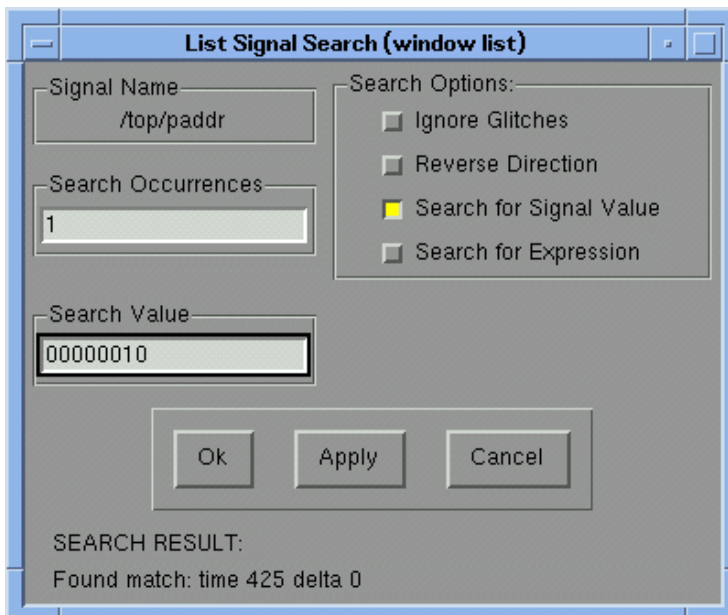 List Signal Search (window list)
Signal Name
/top/paddr
Search Occurrences
1
Search Value
00000010
Search Options:
Ignore Glitches
Reverse Direction
Search for Signal Value
Search for Expression
Ok
Apply
Cancel
SEARCH RESULT:
Found match: time 425 delta 0